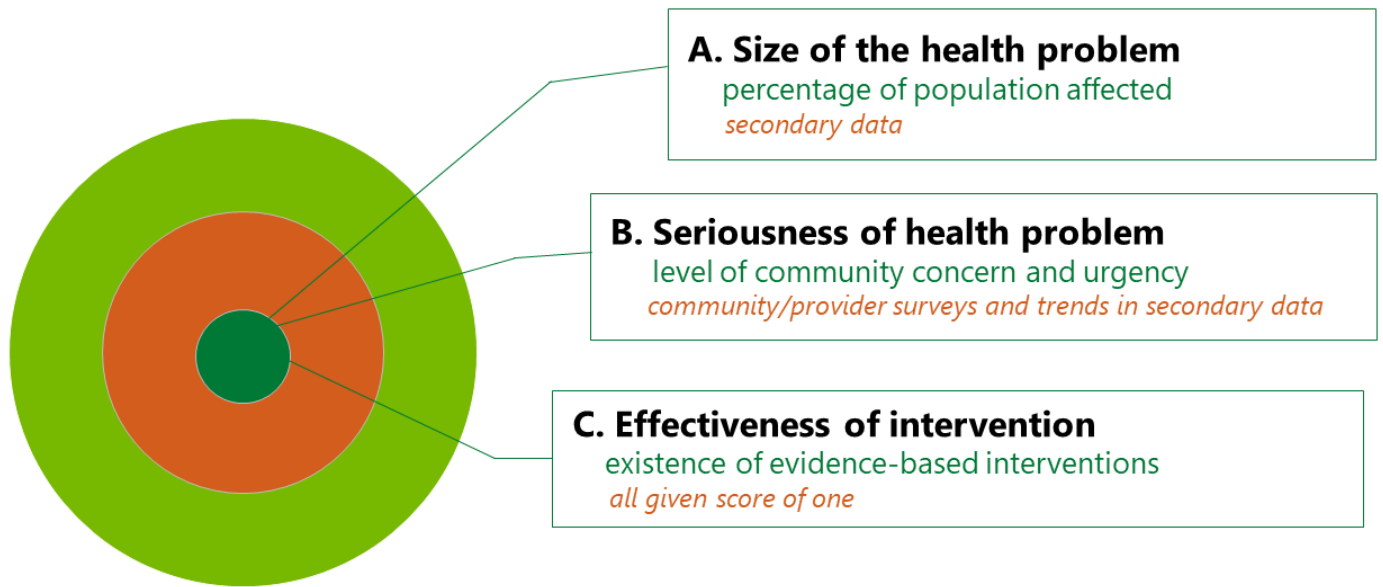 A. Size of the health problem
percentage of population affected
secondary data
B. Seriousness of health problem
level of community concern and urgency
community/provider surveys and trends in secondary data
C. Effectiveness of intervention
existence of evidence-based interventions
all given score of one